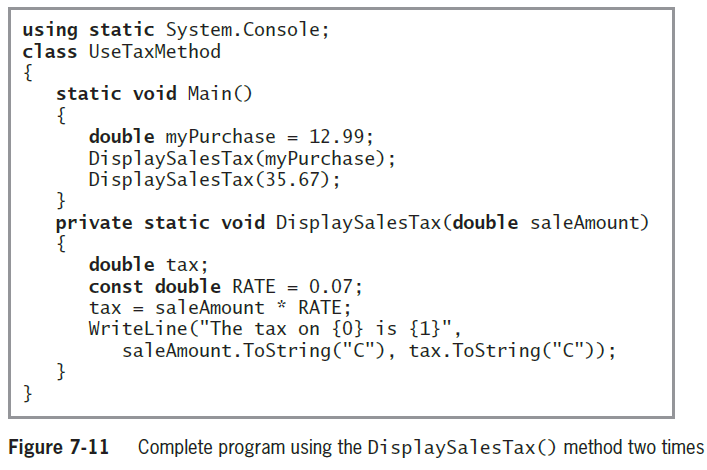 using static System.Console;
class UseTaxMethod
{
   static void Main()
   {
      double myPurchase = 12.99;
      DisplaySalesTax(myPurchase);
      DisplaySalesTax(35.67);
   }
   private static void DisplaySalesTax(double saleAmount)
   {
      double tax;
      const double RATE = 0.07;
      tax = saleAmount * RATE;
      WriteLine("The tax on {0} is {1}",
         saleAmount.ToString("C"), tax.ToString("C"));
   }
}
Figure 7-11 Complete program using the DisplaySalesTax() method two times